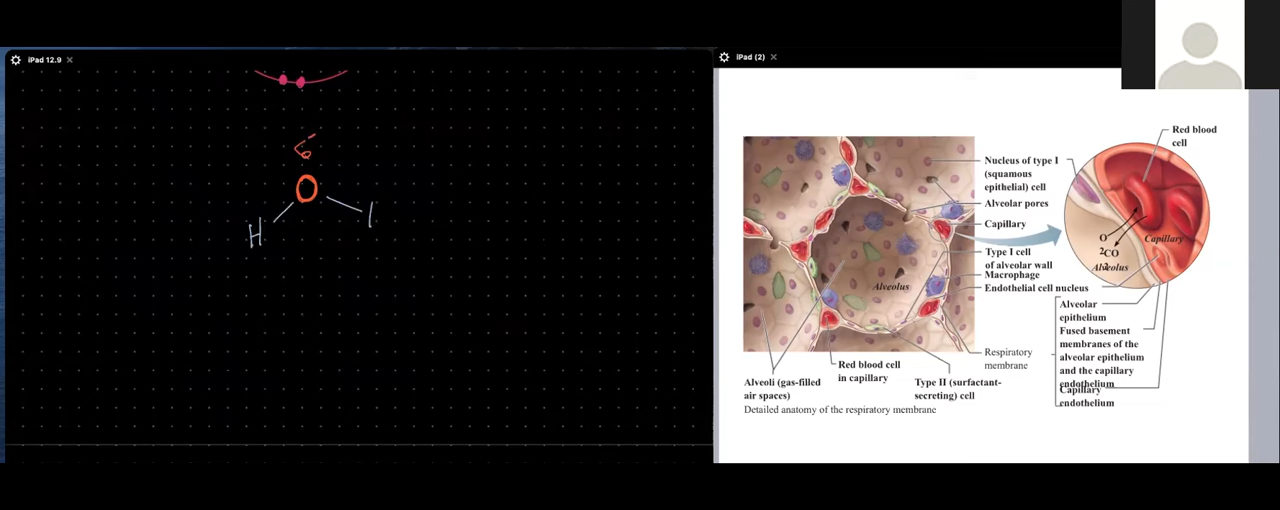 iPad 12.9
6
O
H
iPad (2)
Red blood
cell
Nucleus of type I
(squamous
epithelial) cell
Alveolar pores
Capillary
Type I cell
of alveolar wall
Macrophage
Endothelial cell nucleus
Alveolus
O
2CO
2
Capillary
Alveolus
Alveolar
epithelium
Fused basement
membranes of the
alveolar epithelium
and the capillary
endothelium
Capillary
endothelium
Respiratory
membrane
Red blood cell
in capillary
Alveoli (gas-filled
air spaces)
Type II (surfactant-
secreting) cell
Detailed anatomy of the respiratory membrane